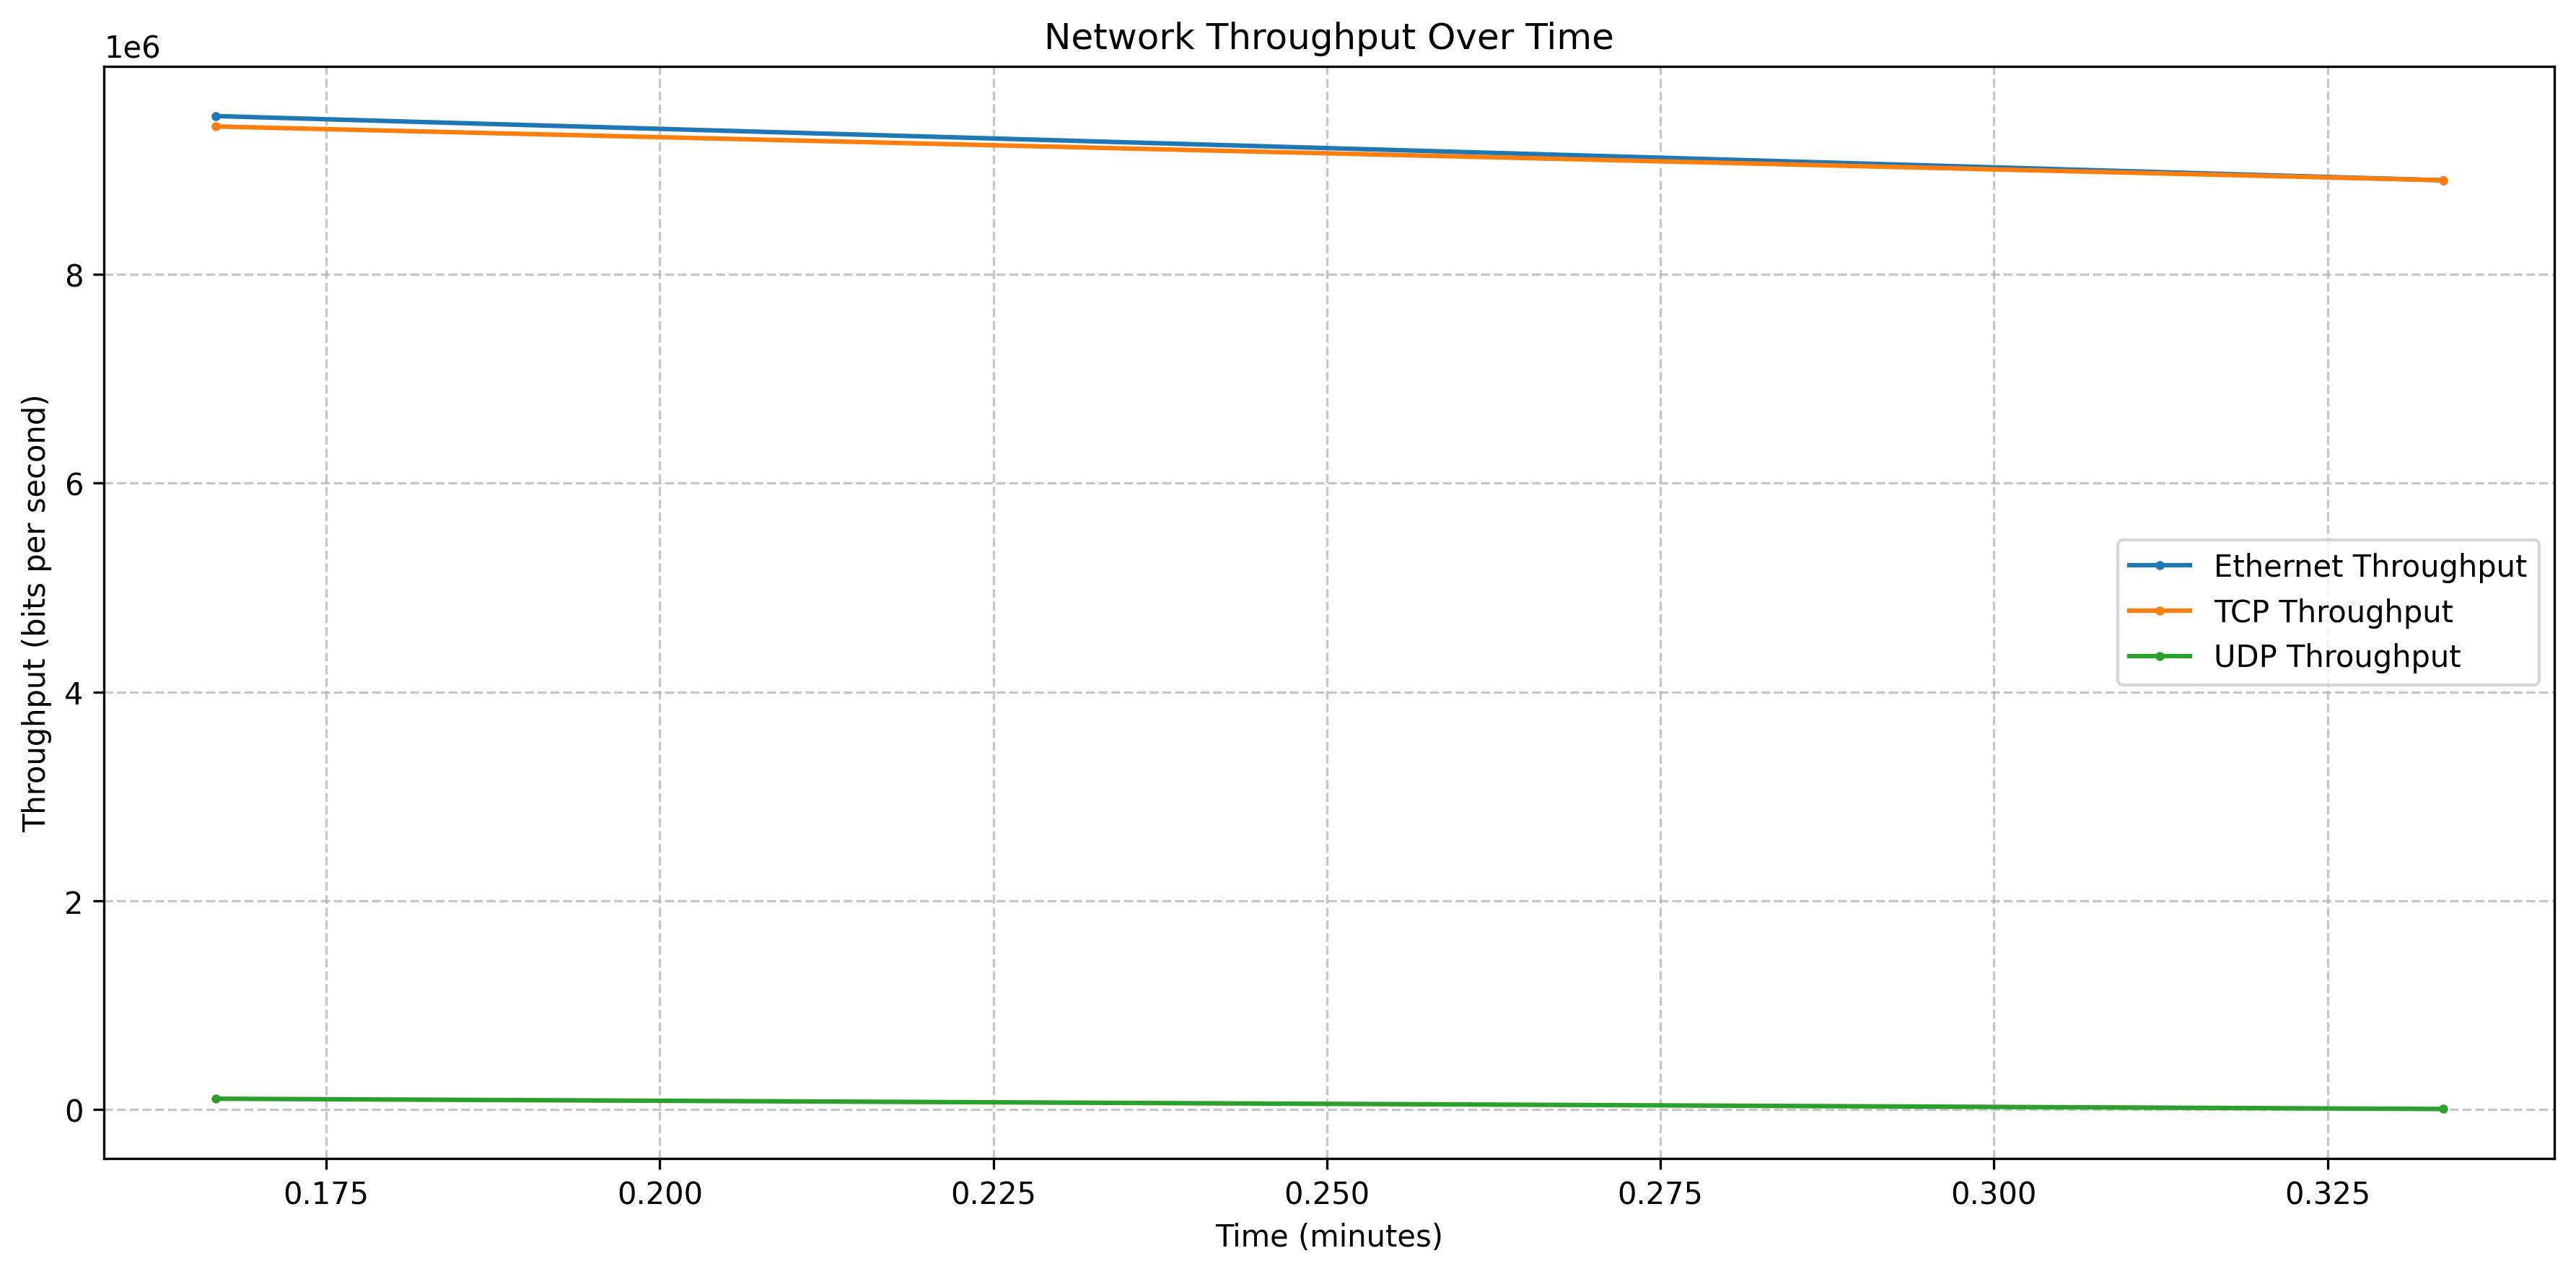 Network Throughput Over Time
1e6
8
6
4
2
0
Throughput (bits per second)
Ethernet Throughput
TCP Throughput
UDP Throughput
0.175 0.200 0.225 0.250 0.275 0.300 0.325
Time (minutes)